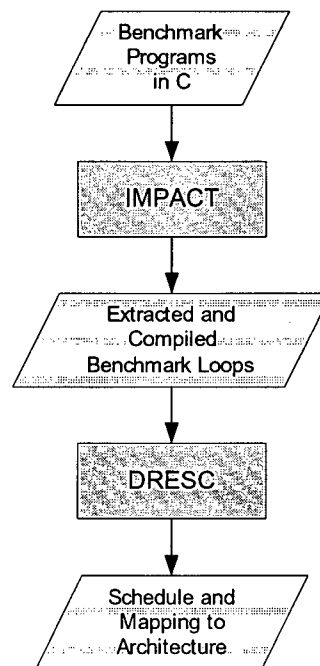 Benchmark
Programs
in C
IMPACT
Extracted and
Compiled
Benchmark Loops
DRESC
Schedule and
Mapping to
Architecture